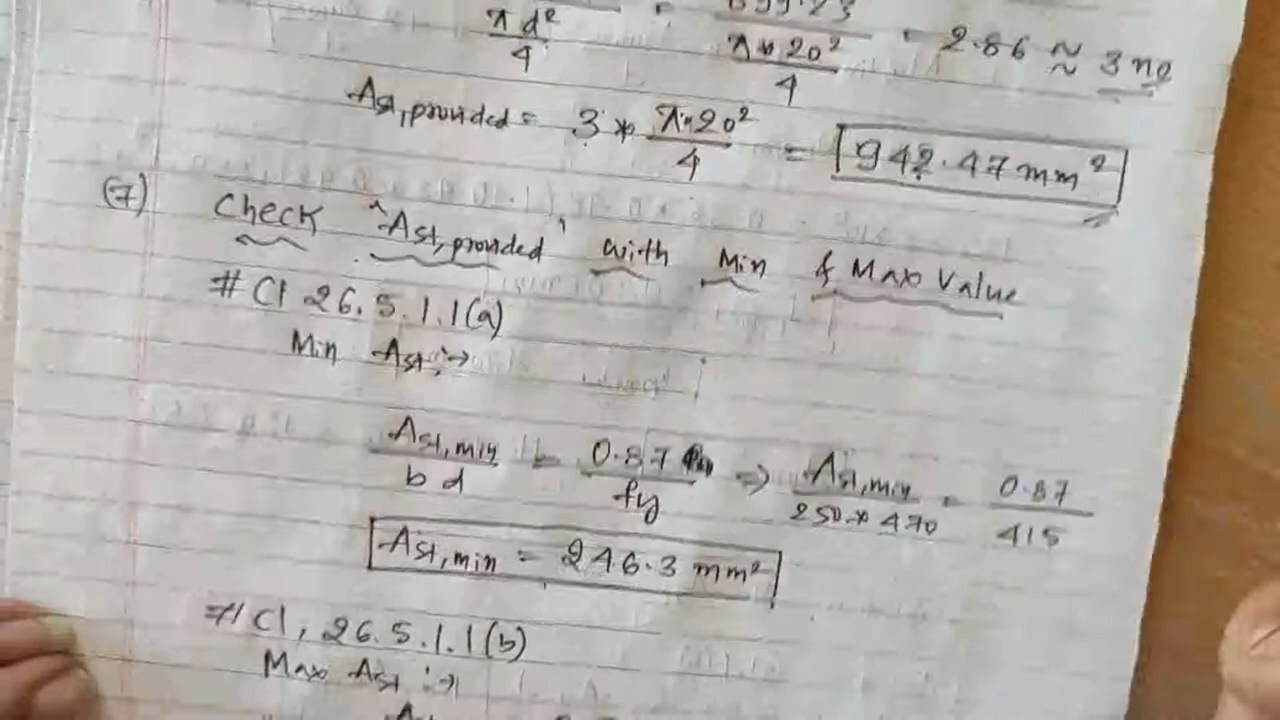 πd²/4 = /π*20²/4 = 2.86 ≈ 3 no
Ast,provided = 3 * π*20²/4 = 942.47 mm²
(7) Check "Ast,provided" with Min & Max Value
# Cl 26.5.1.1(a)
Min Ast :→
Ast,min/bd = 0.87/fy ⇒ Ast,min/250*470 = 0.87/415
Ast,min = 246.3 mm²
# Cl, 26.5.1.1(b)
Max Ast :→